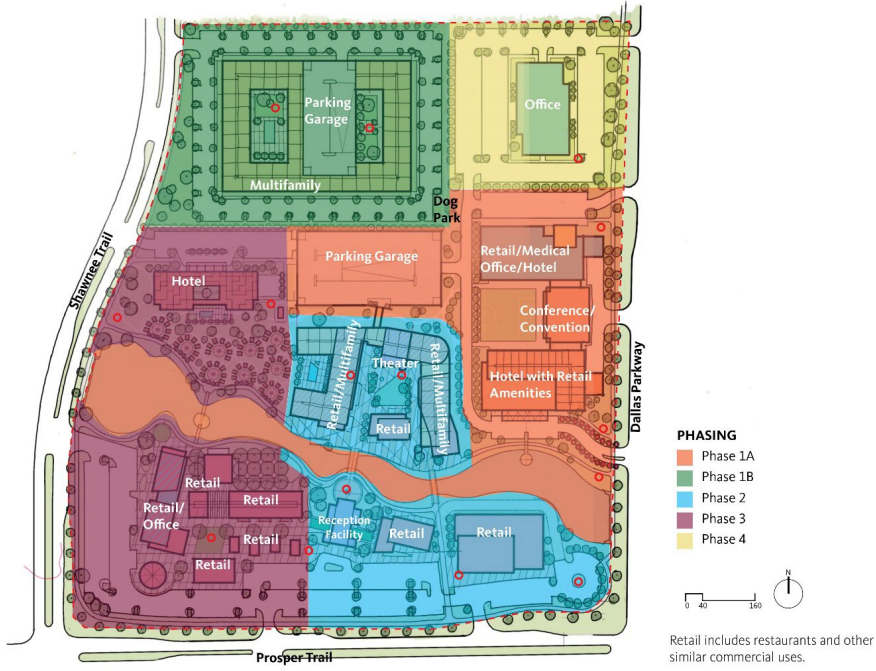 Parking
Garage
Office
Multifamily
Dog
Park
Shawnee Trail
Parking Garage
Retail/Medical
Office/Hotel
Hotel
Conference/
Convention
Retail/Multifamily
Theater
Retail/Multifamily
Hotel with Retail
Amenities
Dallas Parkway
Retail
Retail
Retail
Retail/
Office
Reception
Facility
Retail
Retail
Retail
Retail
Prosper Trail
PHASING
Phase 1A
Phase 1B
Phase 2
Phase 3
Phase 4
N
0 40 160
Retail includes restaurants and other
similar commercial uses.